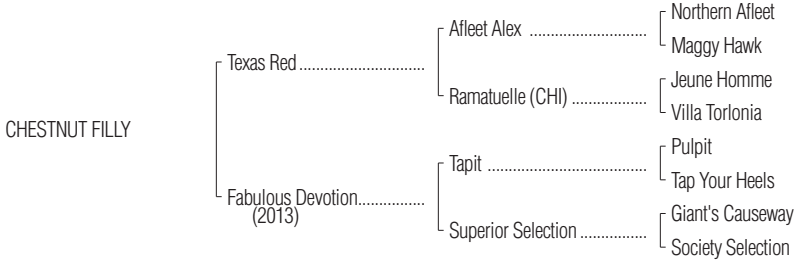 Northern Afleet
Afleet Alex ..............................
Maggy Hawk
Texas Red ................................
Jeune Homme
Ramatuelle (CHI) ...................
Villa Torlonia
CHESTNUT FILLY
Pulpit
Tapit ........................................
Tap Your Heels
Fabulous Devotion.................
(2013)
Giant's Causeway
Superior Selection .................
Society Selection